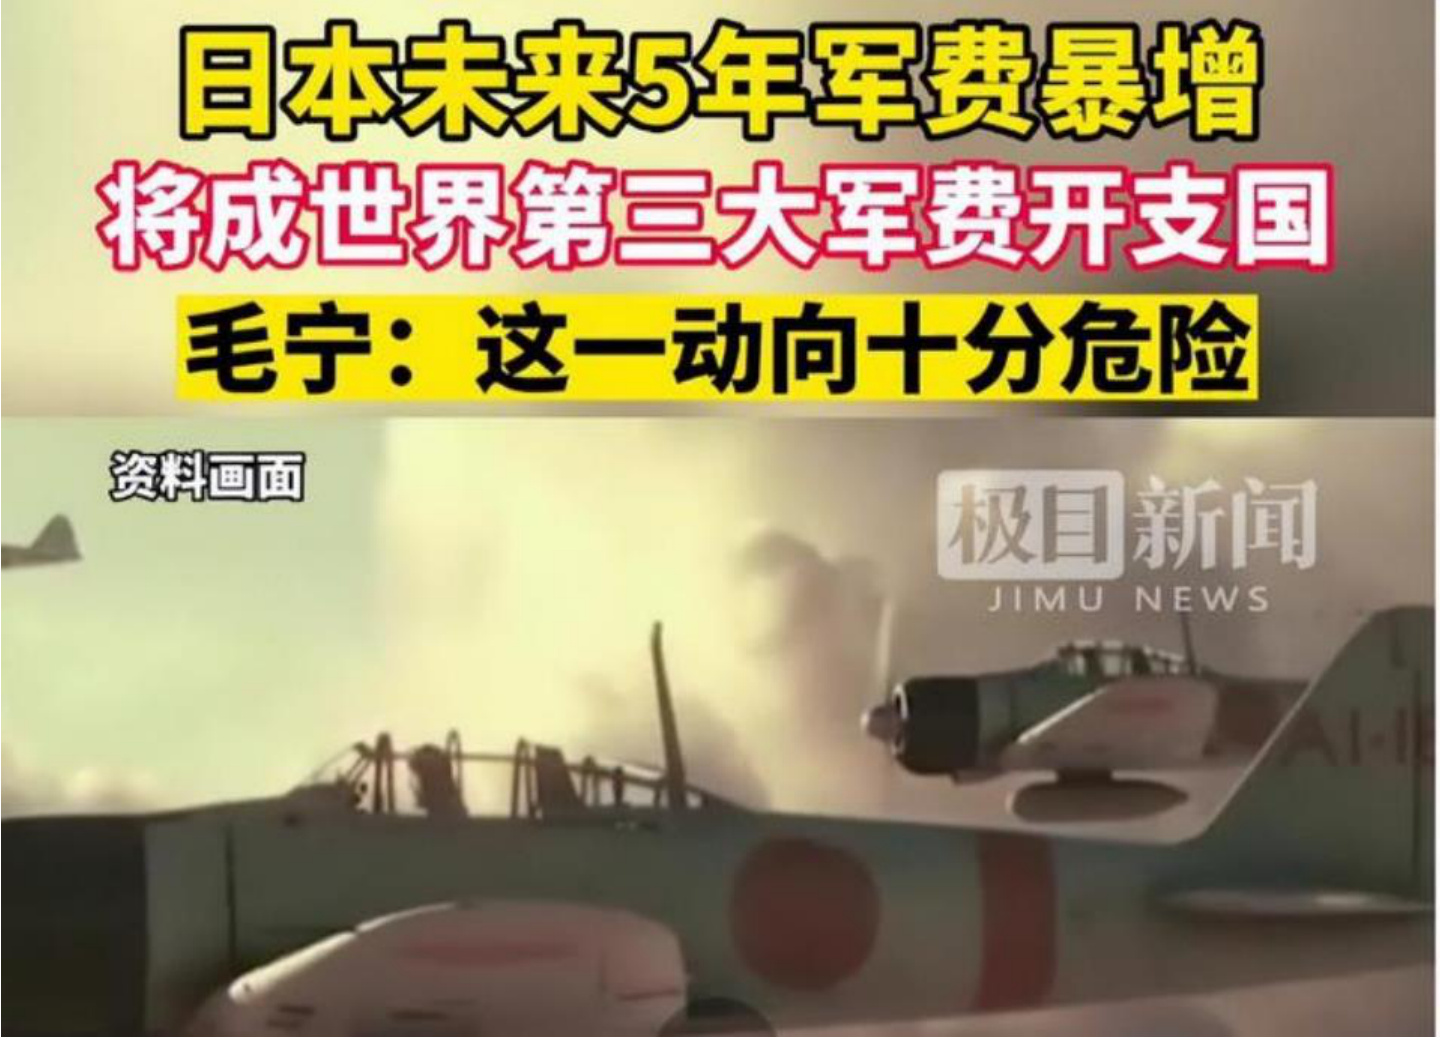 日本未来5年军费暴增
将成世界第三大军费开支国
毛宁：这一动向十分危险
资料画面
极目新闻
JIMU NEWS
AI-1